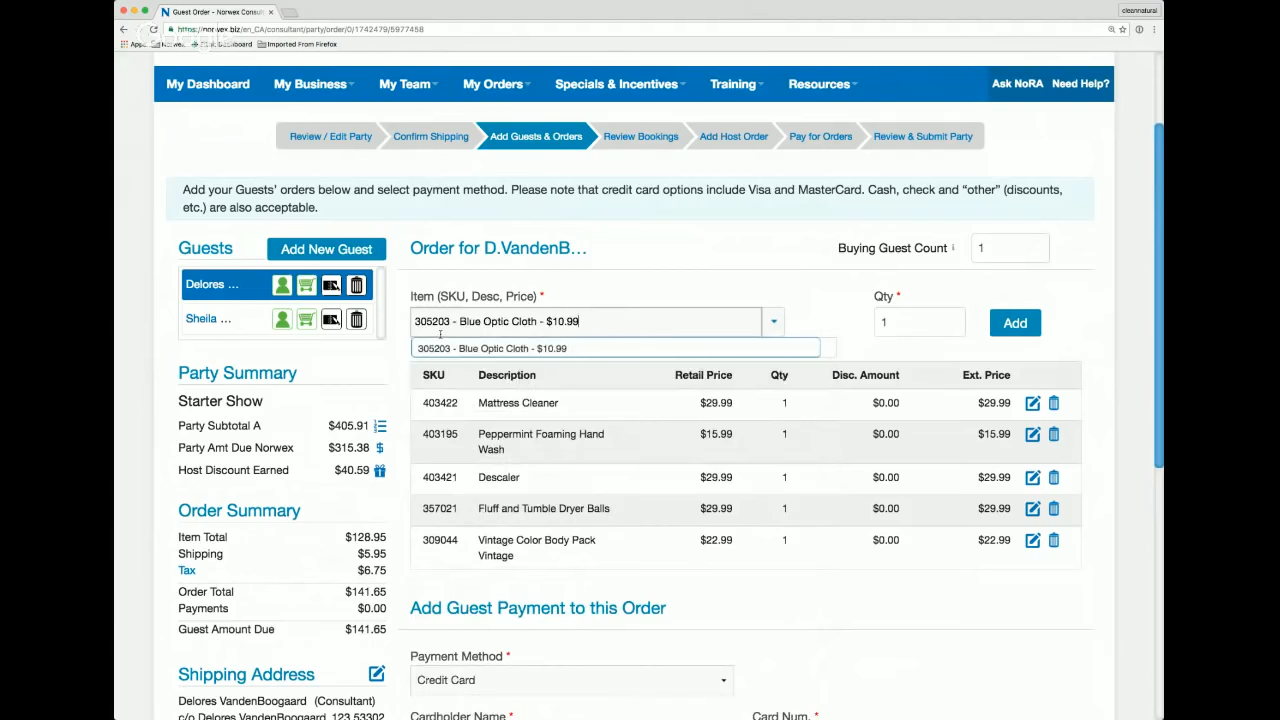 Guest Order - Norwex Consult
cleannatural
https://norwex.biz/en_CA/consultant/party/order/0/1742479/5977458
Imported From Firefox
My Dashboard My Business My Team My Orders Specials & Incentives Training Resources Ask NoRA Need Help?
Review / Edit Party Confirm Shipping Add Guests & Orders Review Bookings Add Host Order Pay for Orders Review & Submit Party
Add your Guests' orders below and select payment method. Please note that credit card options include Visa and MasterCard. Cash, check and “other” (discounts,
etc.) are also acceptable.
Guests Add New Guest
Delores ...
Sheila ...
Party Summary
Starter Show
Party Subtotal A $405.91
Party Amt Due Norwex $315.38 $
Host Discount Earned $40.59
Order Summary
Item Total $128.95
Shipping $5.95
Tax $6.75
Order Total $141.65
Payments $0.00
Guest Amount Due $141.65
Shipping Address
Delores VandenBoogaard (Consultant)
c/o Delores VandenBoogaard 123 53302
Order for D.VandenB... Buying Guest Count i 1
Item (SKU, Desc, Price) * Qty *
305203 - Blue Optic Cloth - $10.99 1 Add
305203 - Blue Optic Cloth - $10.99
SKU Description Retail Price Qty Disc. Amount Ext. Price
403422 Mattress Cleaner $29.99 1 $0.00 $29.99
403195 Peppermint Foaming Hand $15.99 1 $0.00 $15.99
Wash
403421 Descaler $29.99 1 $0.00 $29.99
357021 Fluff and Tumble Dryer Balls $29.99 1 $0.00 $29.99
309044 Vintage Color Body Pack $22.99 1 $0.00 $22.99
Vintage
Add Guest Payment to this Order
Payment Method *
Credit Card
Cardholder Name * Card Num. *